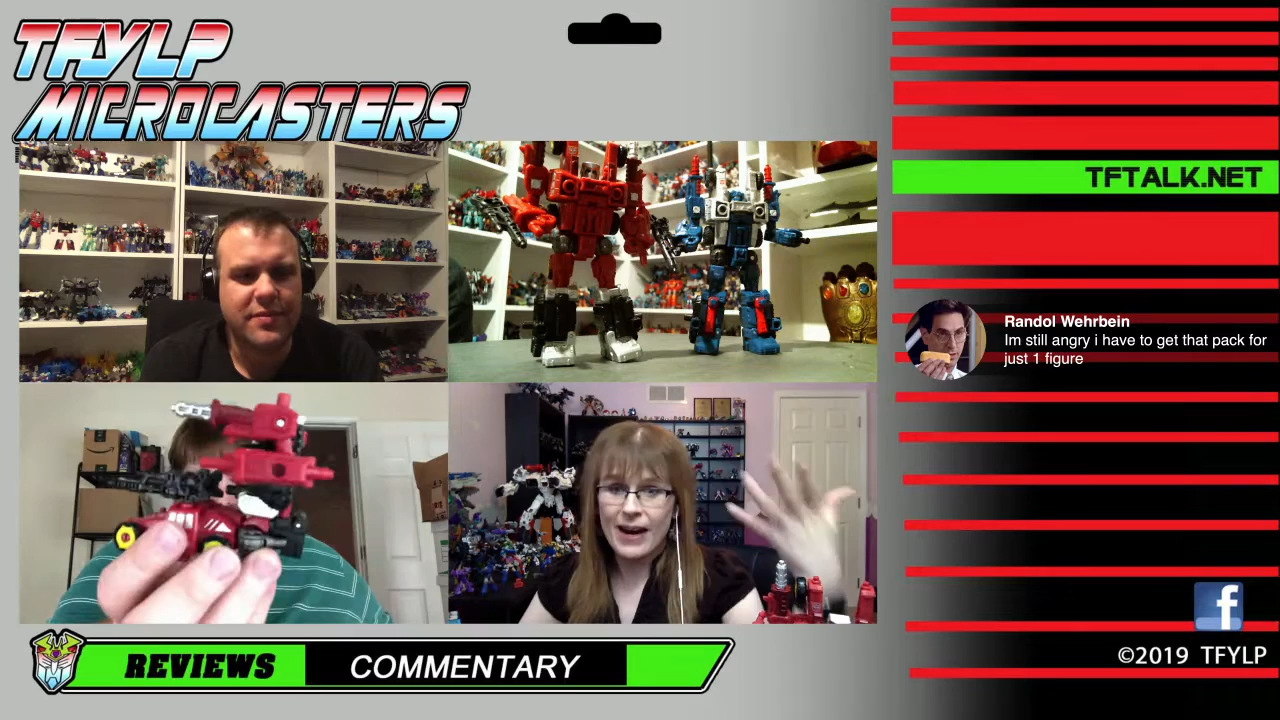 TFYLP
MICROCASTERS
TFTALK.NET
Randol Wehrbein
Im still angry i have to get that pack for
just 1 figure
f
©2019 TFYLP
REVIEWS
COMMENTARY